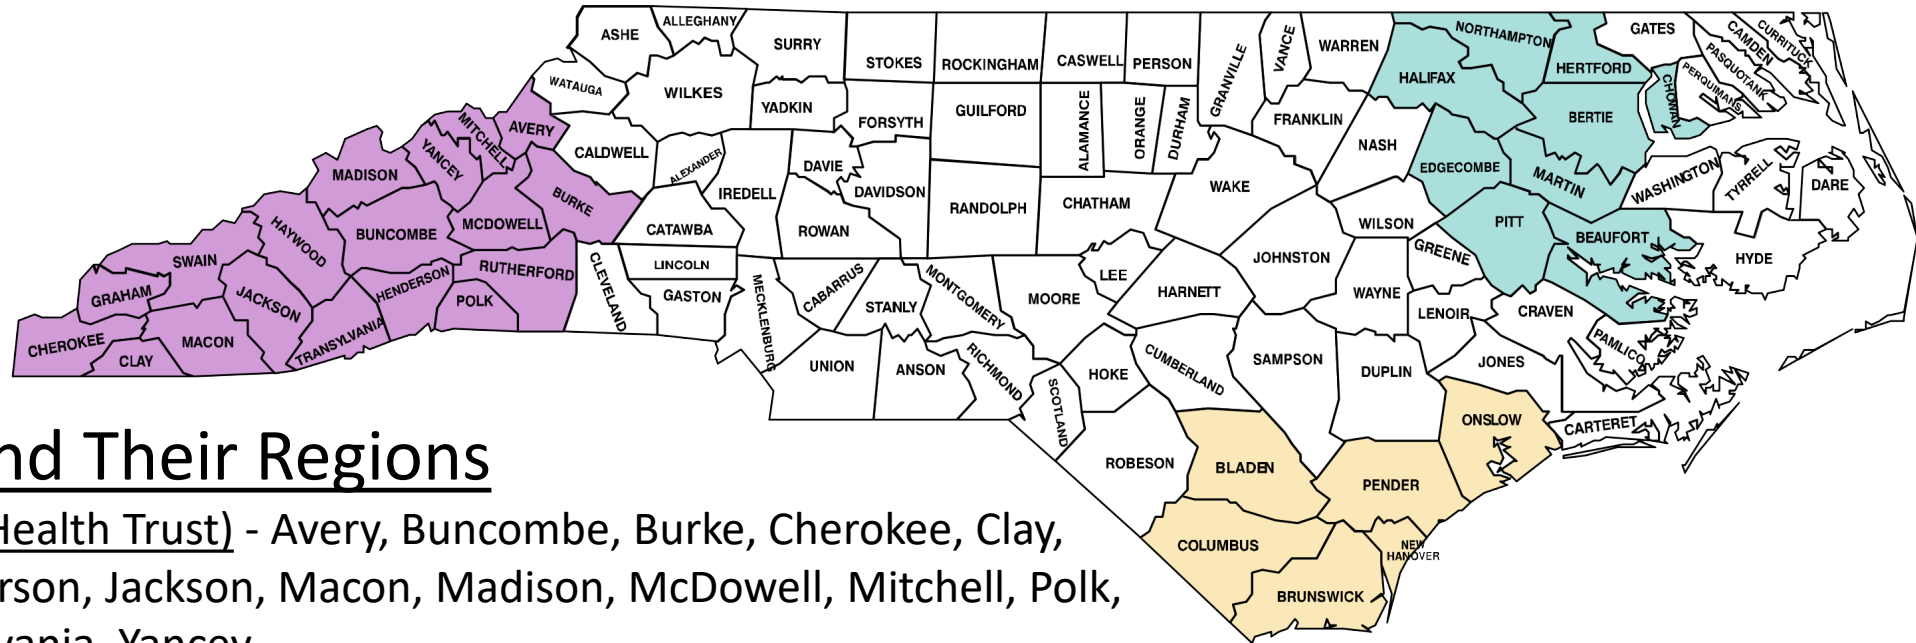 ASHE
ALLEGHANY
SURRY
STOKES
ROCKINGHAM
CASWELL
PERSON
GRANVILLE
VANCE
WARREN
NORTHAMPTON
GATES
CAMDEN
CURRITUCK
PASQUOTANK
PERQUIMANS
CHOWAN
HERTFORD
HALIFAX
BERTIE
WATAUGA
WILKES
YADKIN
FORSYTH
GUILFORD
ALAMANCE
ORANGE
DURHAM
FRANKLIN
NASH
EDGECOMBE
MARTIN
WASHINGTON
TYRRELL
DARE
AVERY
MITCHELL
YANCEY
MADISON
CALDWELL
ALEXANDER
IREDELL
DAVIE
DAVIDSON
RANDOLPH
CHATHAM
WAKE
WILSON
PITT
BEAUFORT
HYDE
BURKE
MCDOWELL
BUNCOMBE
HAYWOOD
SWAIN
GRAHAM
JACKSON
HENDERSON
RUTHERFORD
POLK
CATAWBA
ROWAN
LINCOLN
GASTON
CLEVELAND
MECKLENBURG
CABARRUS
STANLY
MONTGOMERY
MOORE
LEE
HARNETT
JOHNSTON
GREENE
WAYNE
LENOIR
CRAVEN
PAMLICO
CHEROKEE
CLAY
MACON
TRANSYLVANIA
UNION
ANSON
RICHMOND
SCOTLAND
HOKE
CUMBERLAND
SAMPSON
DUPLIN
JONES
ONSLOW
CARTERET
ROBESON
BLADEN
PENDER
COLUMBUS
NEW
HANOVER
BRUNSWICK
nd Their Regions
Health Trust) - Avery, Buncombe, Burke, Cherokee, Clay,
rson, Jackson, Macon, Madison, McDowell, Mitchell, Polk,
vania, Yancey